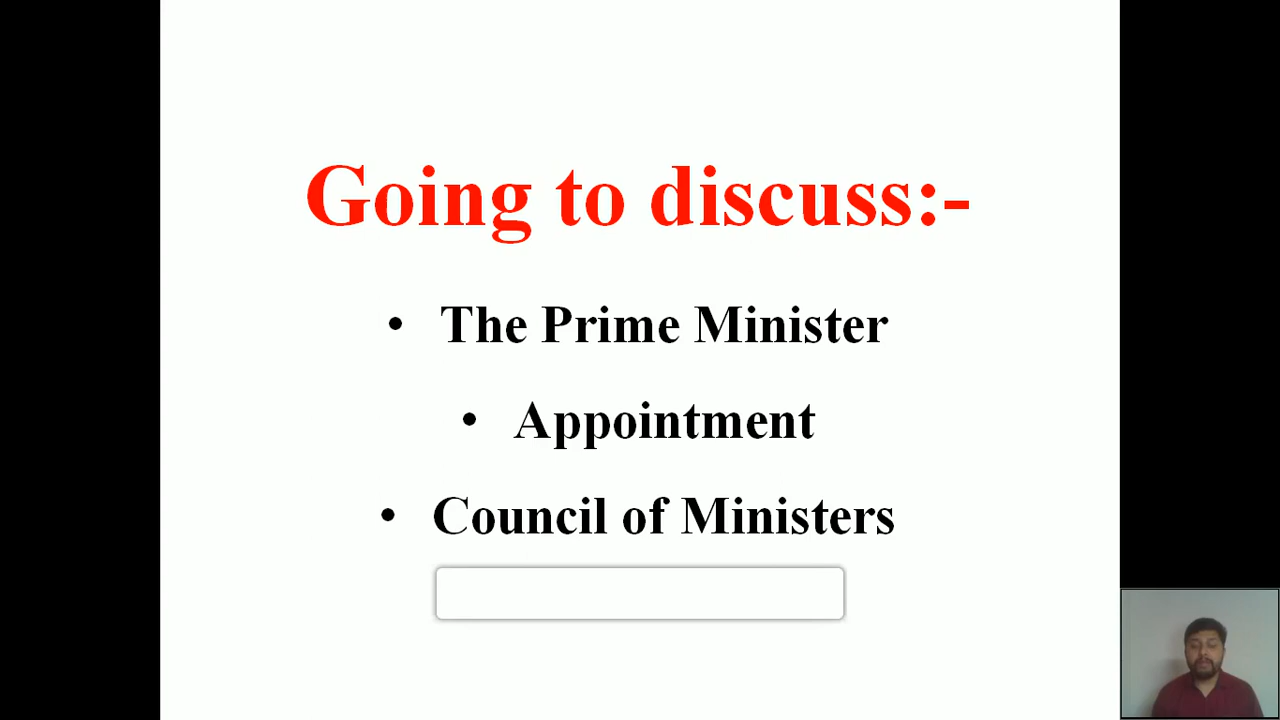 Going to discuss:-
• The Prime Minister
• Appointment
• Council of Ministers